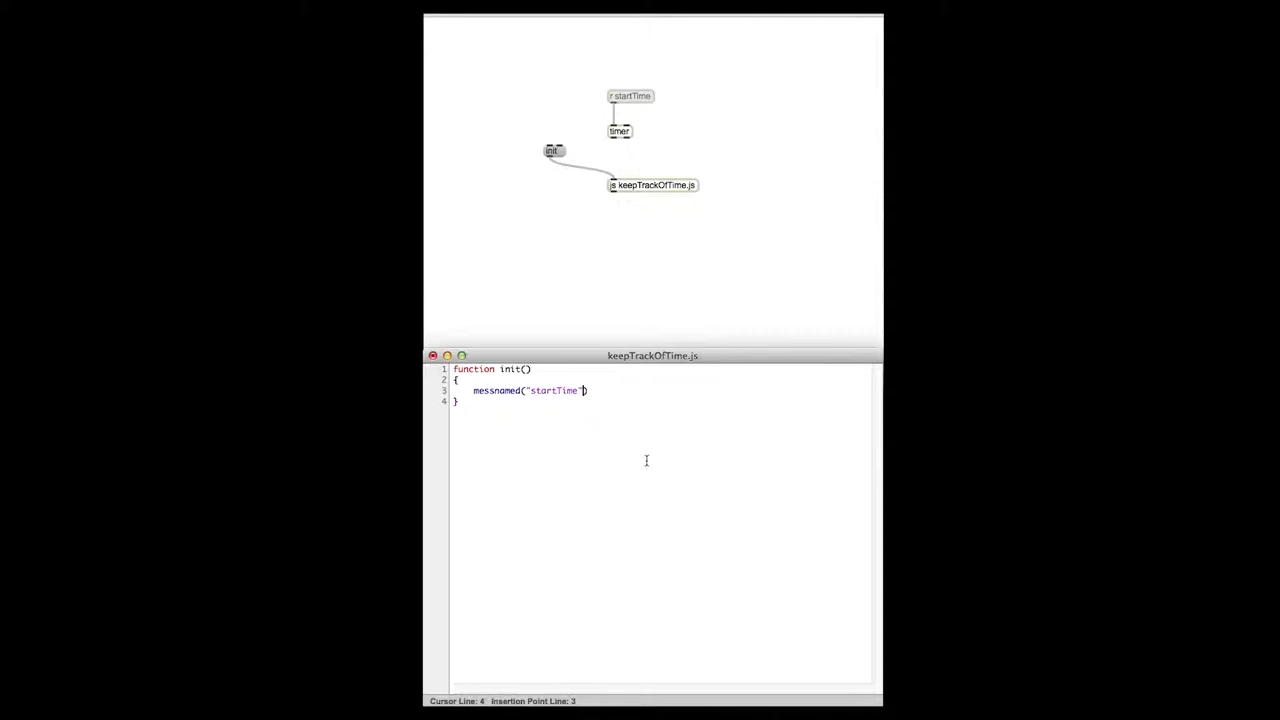 r startTime
timer
init
js keepTrackOfTime.js
keepTrackOfTime.js
1 function init()
2 {
3 messnamed("startTime")
4 }
Cursor Line: 4 Insertion Point Line: 3